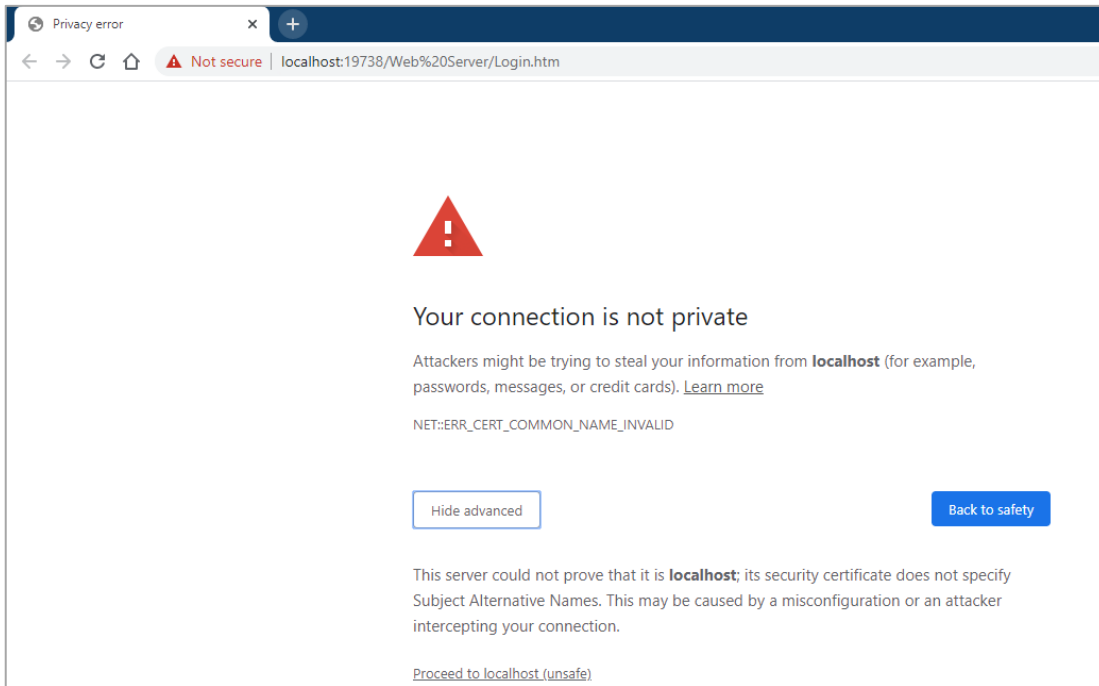 Privacy error
Not secure localhost:19738/Web%20Server/Login.htm
Your connection is not private
Attackers might be trying to steal your information from localhost (for example,
passwords, messages, or credit cards). Learn more
NET::ERR_CERT_COMMON_NAME_INVALID
Hide advanced
Back to safety
This server could not prove that it is localhost; its security certificate does not specify
Subject Alternative Names. This may be caused by a misconfiguration or an attacker
intercepting your connection.
Proceed to localhost (unsafe)